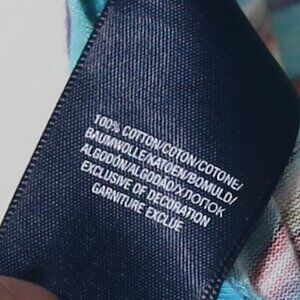 100% COTTON/COTON/COTONE/
BAUMWOLLE/KATOEN/BOMULD/
ALGODÓN/ALGODÃO/ХЛОПОК
EXCLUSIVE OF DECORATION
GARNITURE EXCLUE